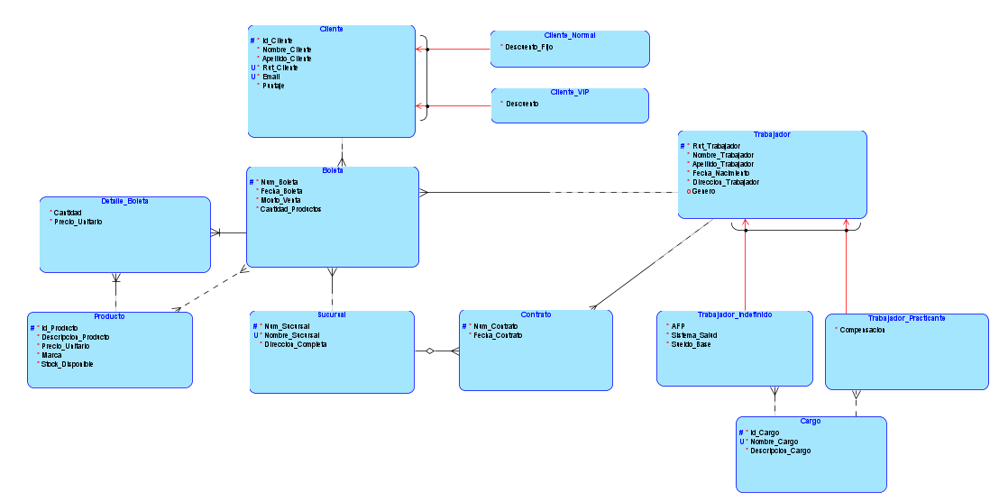 Cliente
# * Id_Cliente
* Nombre_Cliente
* Apellido_Cliente
U * Rut_Cliente
U * Email
* Puntaje
Cliente_Normal
* Descuento_Fijo
Cliente_VIP
* Descuento
Trabajador
# * Rut_Trabajador
* Nombre_Trabajador
* Apellido_Trabajador
* Fecha_Nacimiento
* Direccion_Trabajador
o Genero
Boleta
# * Num_Boleta
* Fecha_Boleta
* Monto_Venta
* Cantidad_Productos
Detalle_Boleta
* Cantidad
* Precio_Unitario
Producto
# * Id_Producto
* Descripcion_Producto
* Precio_Unitario
* Marca
* Stock_Disponible
Sucursal
# * Num_Sucursal
U * Nombre_Sucursal
* Direccion_Completa
Contrato
# * Num_Contrato
* Fecha_Contrato
Trabajador_Indefinido
* AFP
* Sistema_Salud
* Sueldo_Base
Trabajador_Practicante
* Compensacion
Cargo
# * Id_Cargo
U * Nombre_Cargo
* Descripcion_Cargo